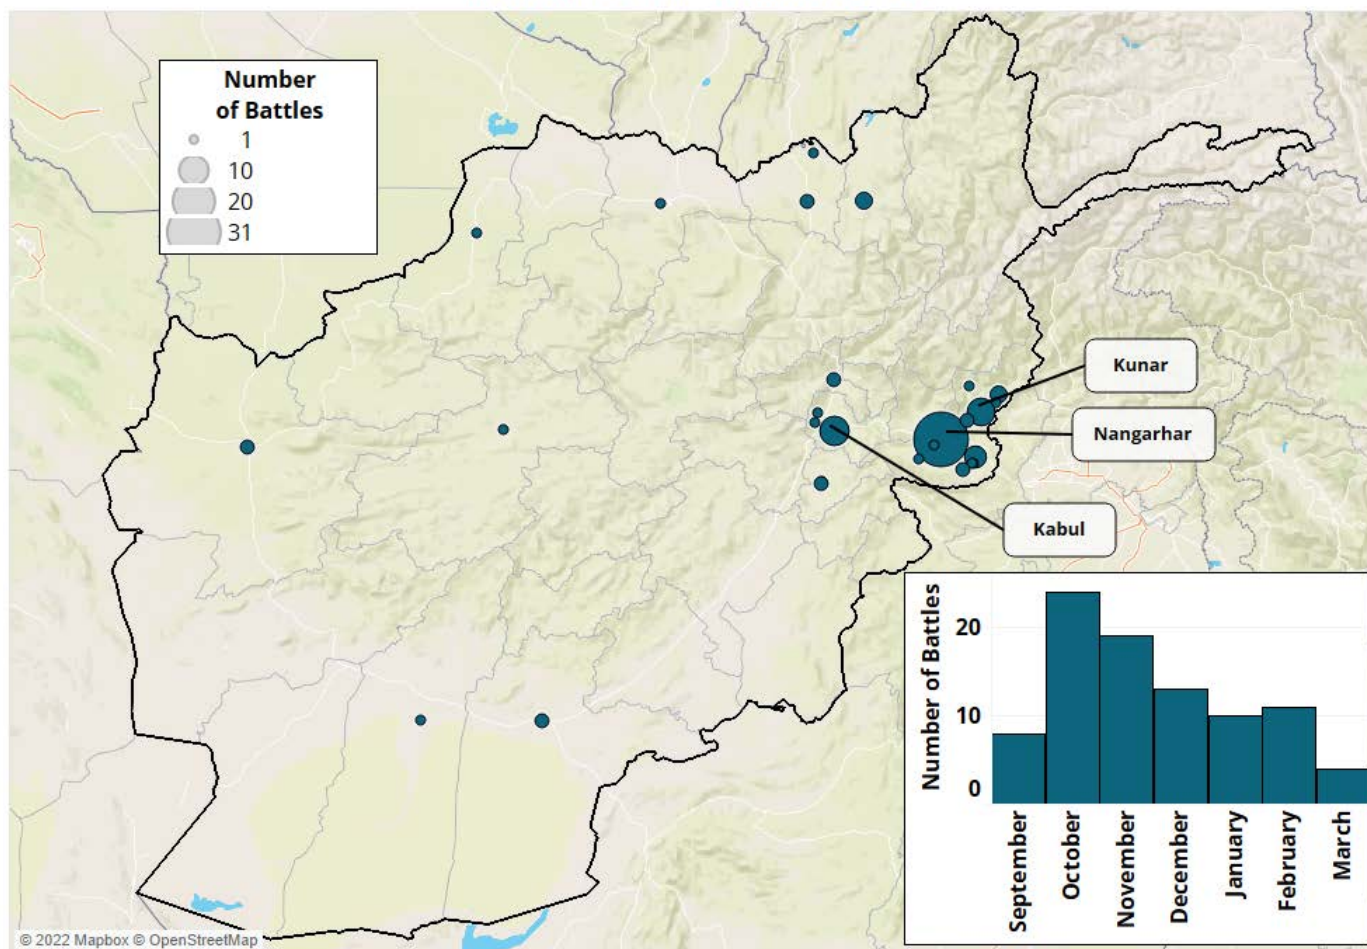 Number
of Battles
1
10
20
31
Kunar
Nangarhar
Kabul
Number of Battles
20
10
0
September
October
November
December
January
February
March
© 2022 Mapbox © OpenStreetMap